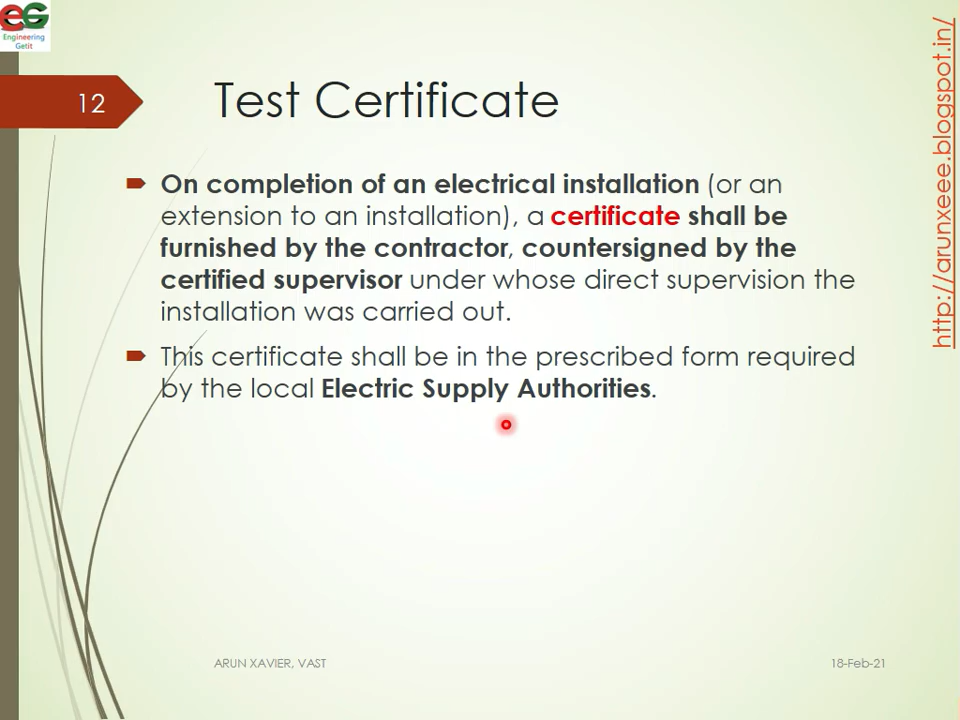 EG
Engineering
Getit
12
Test Certificate
On completion of an electrical installation (or an
extension to an installation), a certificate shall be
furnished by the contractor, countersigned by the
certified supervisor under whose direct supervision the
installation was carried out.
This certificate shall be in the prescribed form required
by the local Electric Supply Authorities.
http://arunxeee.blogspot.in/
ARUN XAVIER, VAST
18-Feb-21